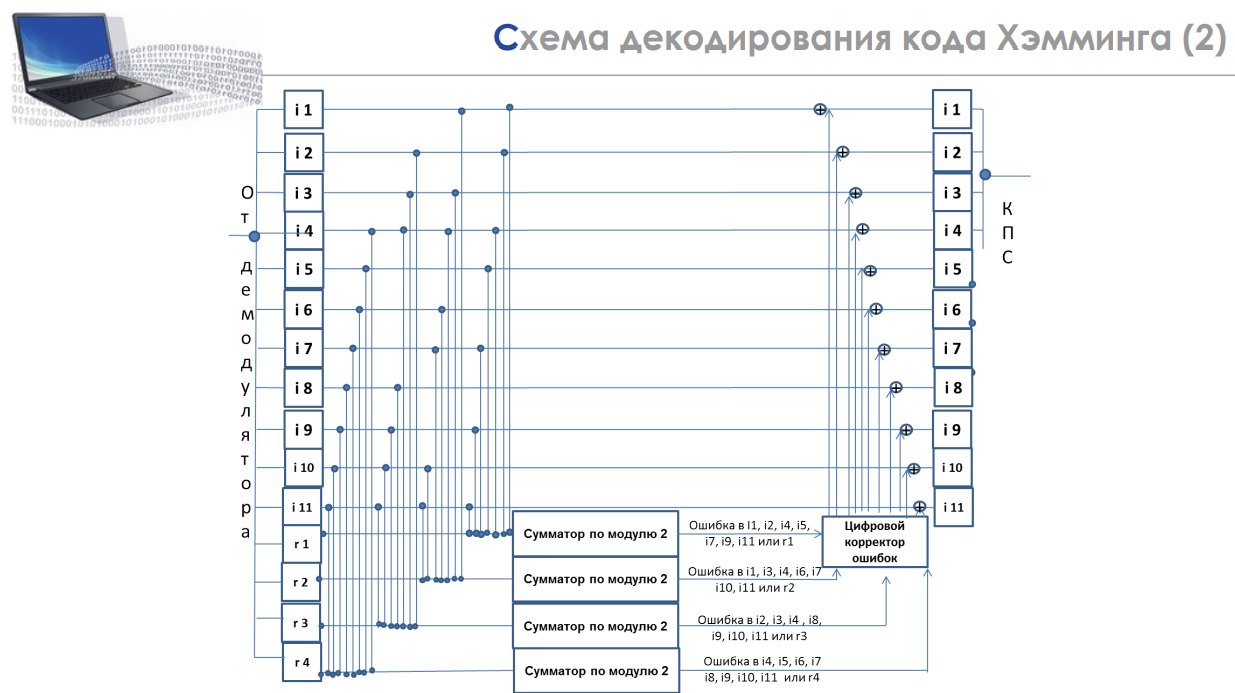 Схема декодирования кода Хэмминга (2)
От демодулятора
i 1
i 2
i 3
i 4
i 5
i 6
i 7
i 8
i 9
i 10
i 11
r 1
r 2
r 3
r 4
Сумматор по модулю 2
Сумматор по модулю 2
Сумматор по модулю 2
Сумматор по модулю 2
Ошибка в I1, i2, i4, i5,
i7, i9, i11 или r1
Ошибка в i1, i3, i4, i6, i7
i10, i11 или r2
Ошибка в i2, i3, i4 , i8,
i9, i10, i11 или r3
Ошибка в i4, i5, i6, i7
i8, i9, i10, i11 или r4
Цифровой
корректор
ошибок
i 1
i 2
i 3
i 4
i 5
i 6
i 7
i 8
i 9
i 10
i 11
КПС